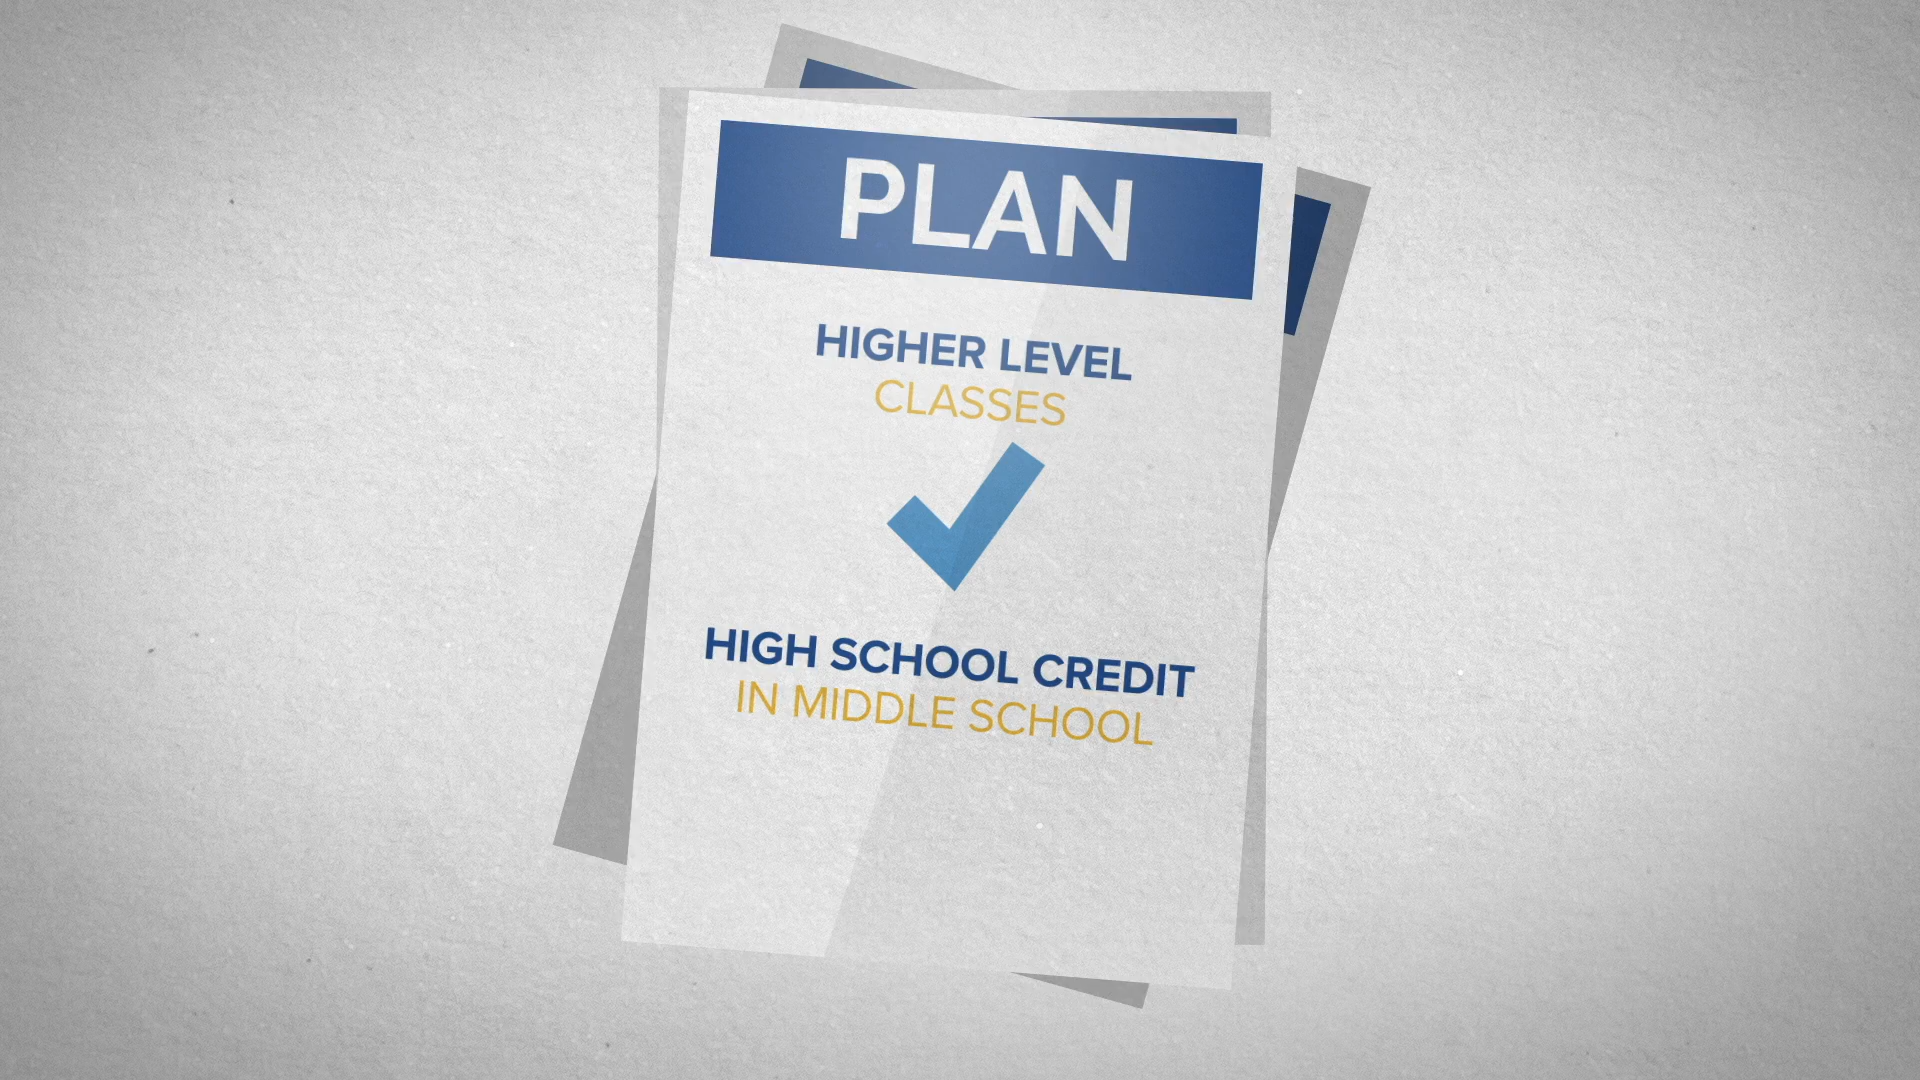 PLAN
HIGHER LEVEL
CLASSES
HIGH SCHOOL CREDIT
IN MIDDLE SCHOOL